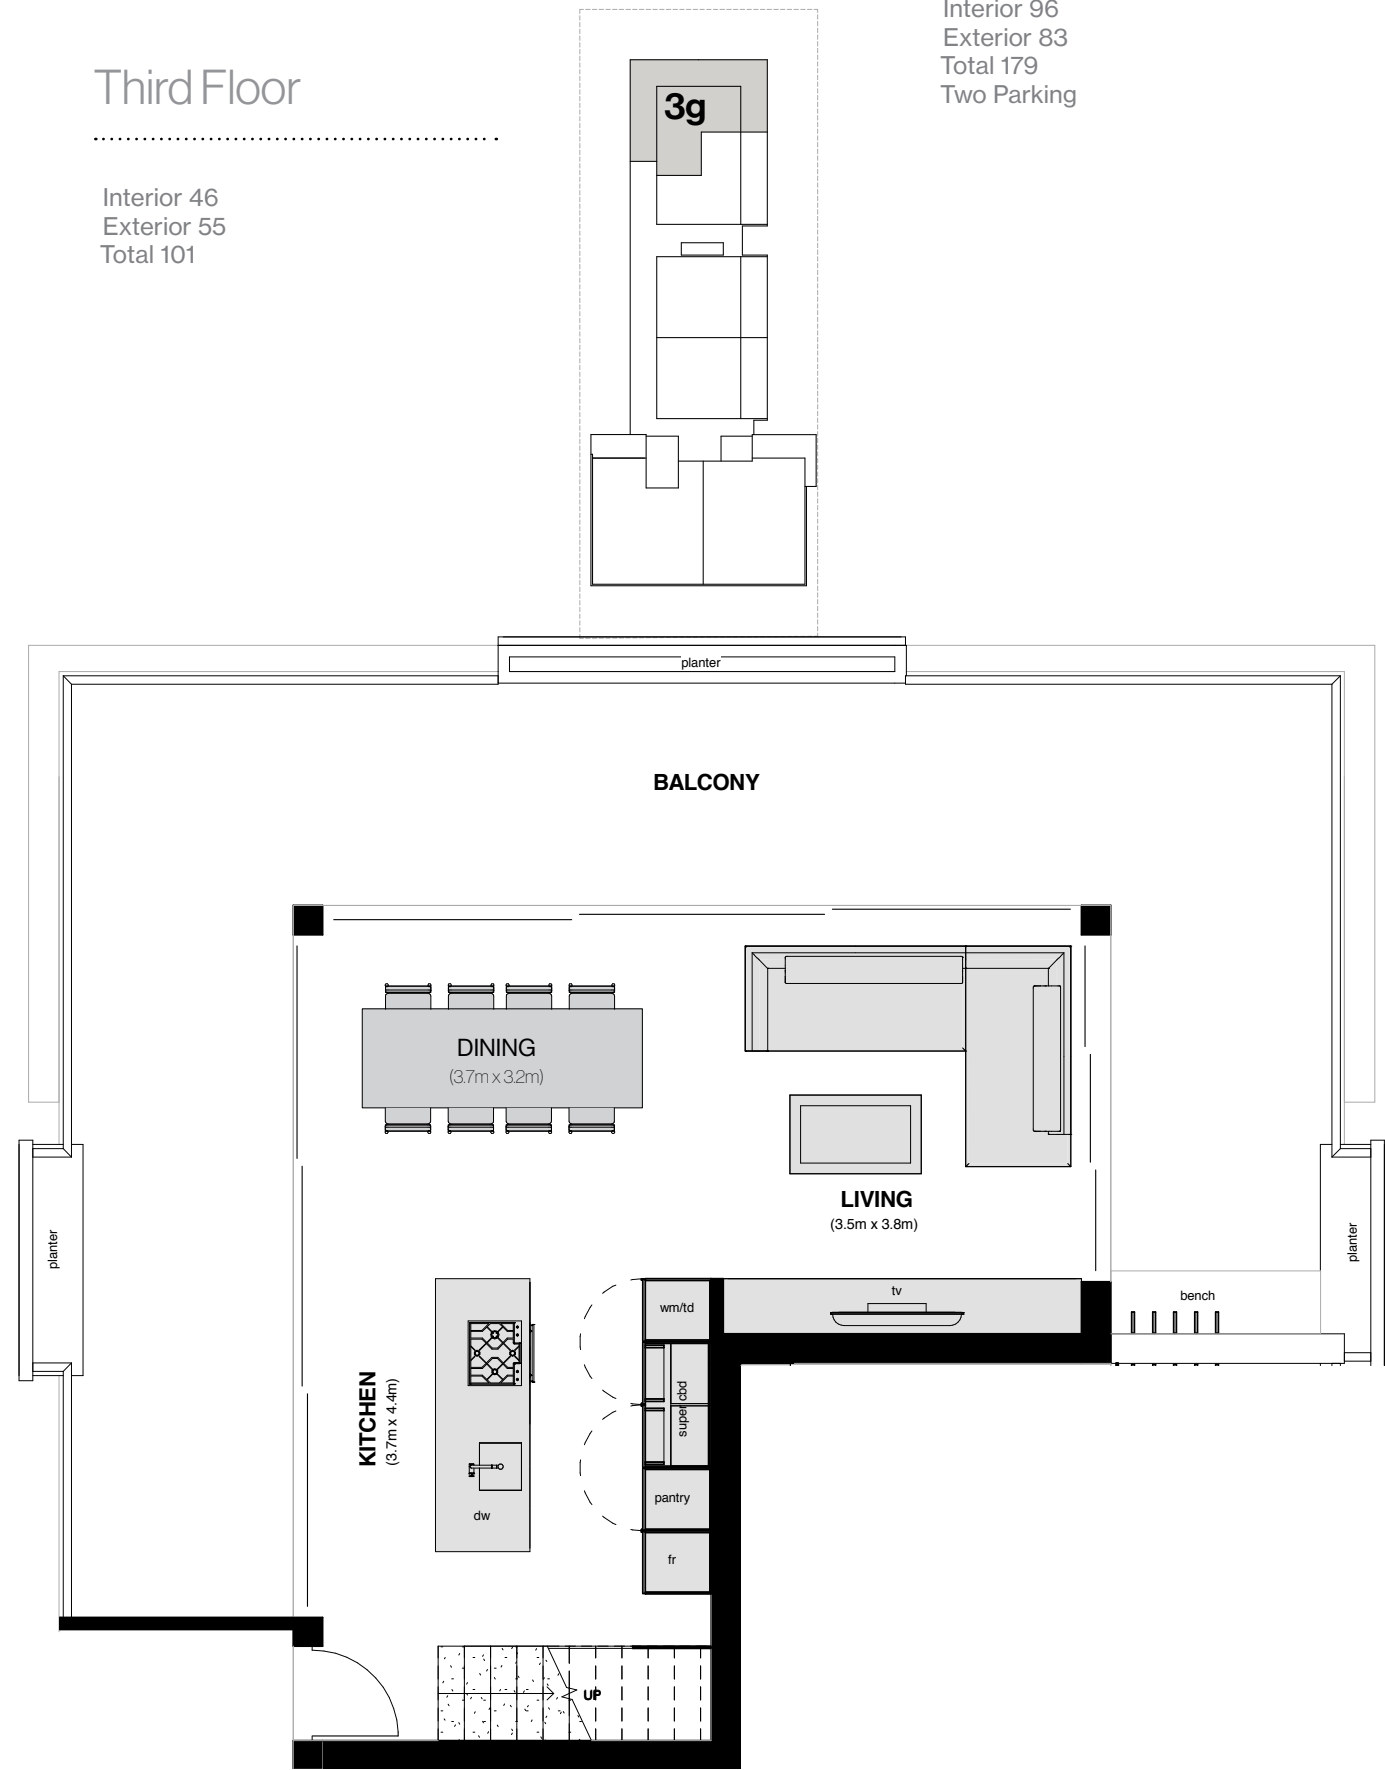 Interior 96
Exterior 83
Total 179
Two Parking
Third Floor
Interior 46
Exterior 55
Total 101
3g
planter
BALCONY
DINING
(3.7m x 3.2m)
LIVING
(3.5m x 3.8m)
planter
planter
bench
tv
wm/td
super cbd
KITCHEN
(3.7m x 4.4m)
pantry
dw
fr
UP